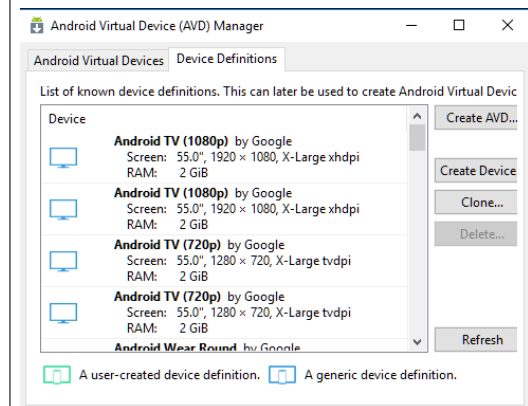 Android Virtual Device (AVD) Manager
Android Virtual Devices
Device Definitions
List of known device definitions. This can later be used to create Android Virtual Devic
Device
Create AVD...
Android TV (1080p) by Google
Screen: 55.0", 1920 × 1080, X-Large xhdpi
RAM: 2 GiB
Create Device
Android TV (1080p) by Google
Screen: 55.0", 1920 × 1080, X-Large xhdpi
RAM: 2 GiB
Clone...
Delete...
Android TV (720p) by Google
Screen: 55.0", 1280 × 720, X-Large tvdpi
RAM: 2 GiB
Android TV (720p) by Google
Screen: 55.0", 1280 × 720, X-Large tvdpi
RAM: 2 GiB
Android Wear Round by Google
Refresh
A user-created device definition.
A generic device definition.